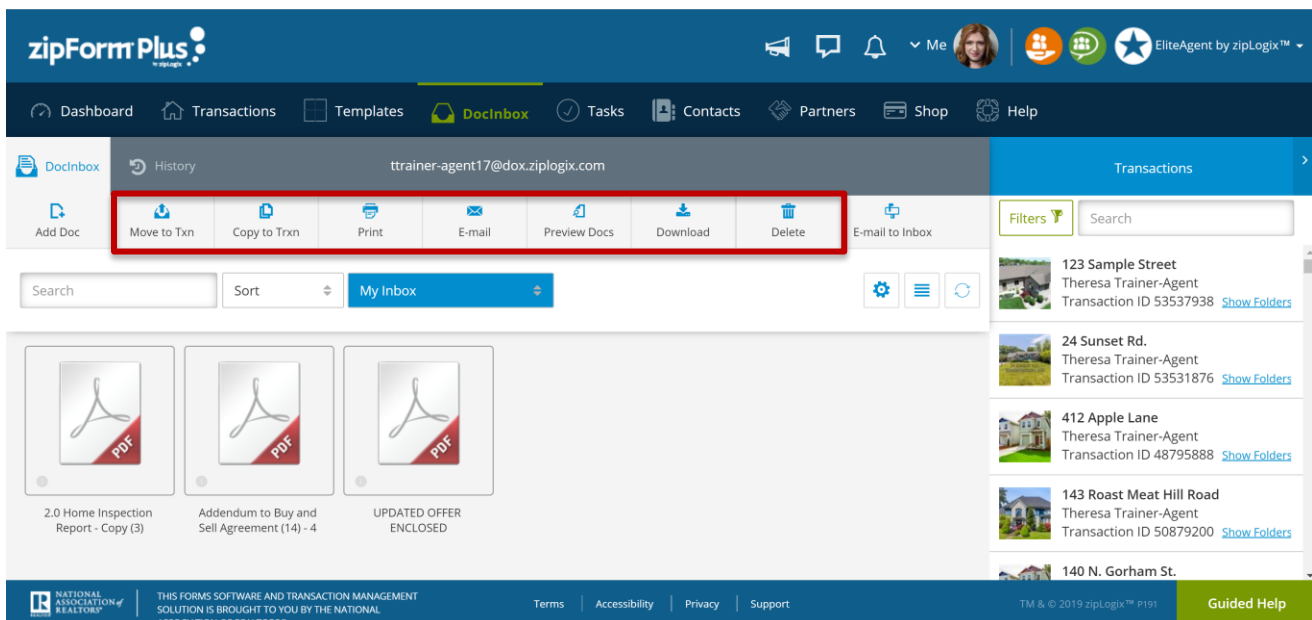 zipForm Plus
by zipLogix
Me
EliteAgent by zipLogix™
Dashboard
Transactions
Templates
DocInbox
Tasks
Contacts
Partners
Shop
Help
DocInbox
History
ttrainer-agent17@dox.ziplogix.com
Transactions
Add Doc
Move to Txn
Copy to Trxn
Print
E-mail
Preview Docs
Download
Delete
E-mail to Inbox
Filters
Search
Search
Sort
My Inbox
123 Sample Street
Theresa Trainer-Agent
Transaction ID 53537938 Show Folders
24 Sunset Rd.
Theresa Trainer-Agent
Transaction ID 53531876 Show Folders
412 Apple Lane
Theresa Trainer-Agent
Transaction ID 48795888 Show Folders
143 Roast Meat Hill Road
Theresa Trainer-Agent
Transaction ID 50879200 Show Folders
140 N. Gorham St.
PDF
PDF
PDF
2.0 Home Inspection
Report - Copy (3)
Addendum to Buy and
Sell Agreement (14) - 4
UPDATED OFFER
ENCLOSED
NATIONAL
ASSOCIATION of
REALTORS®
THIS FORMS SOFTWARE AND TRANSACTION MANAGEMENT
SOLUTION IS BROUGHT TO YOU BY THE NATIONAL
Terms
Accessibility
Privacy
Support
TM & © 2019 zipLogix™ P191
Guided Help